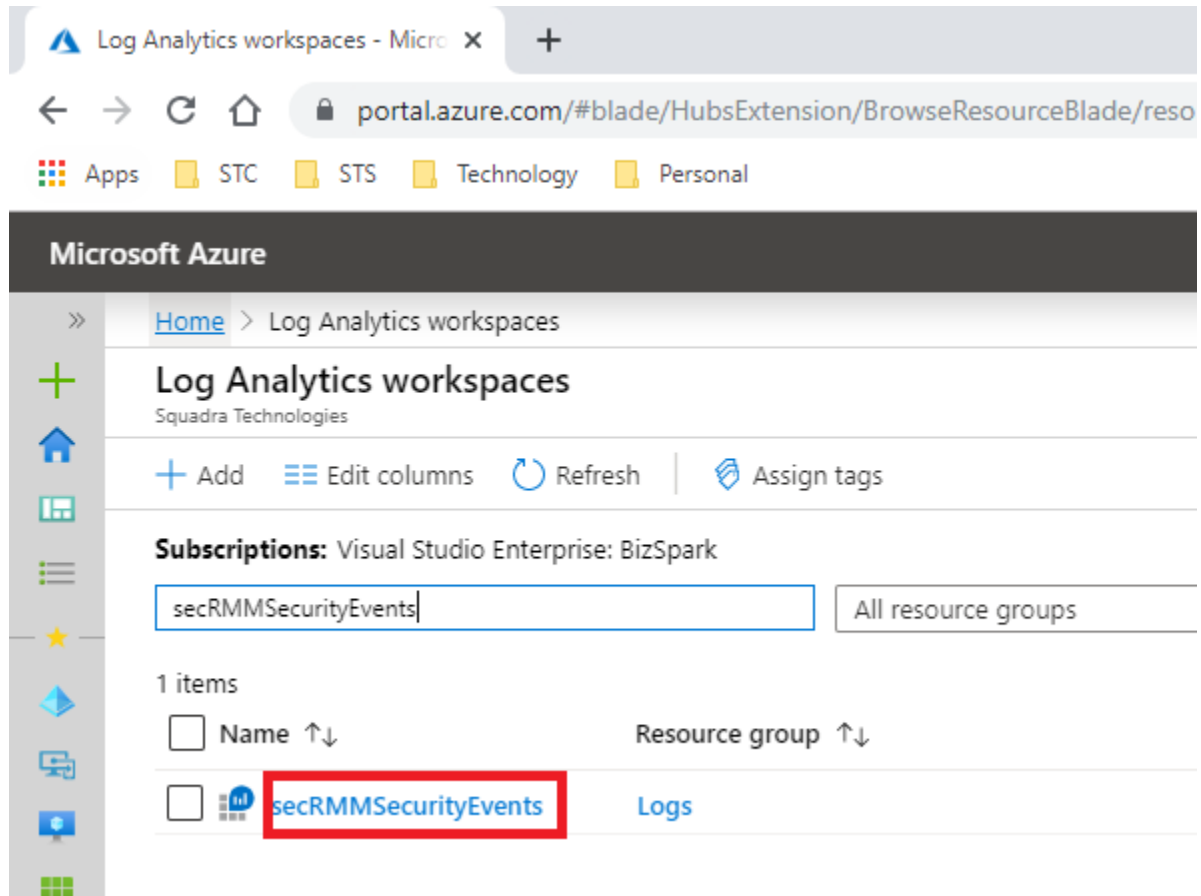 Log Analytics workspaces - Micro
portal.azure.com/#blade/HubsExtension/BrowseResourceBlade/reso
Apps STC STS Technology Personal
Microsoft Azure
Home > Log Analytics workspaces
Log Analytics workspaces
Squadra Technologies
Add Edit columns Refresh Assign tags
Subscriptions: Visual Studio Enterprise: BizSpark
secRMMSecurityEvents All resource groups
1 items
Name ↑↓ Resource group ↑↓
secRMMSecurityEvents Logs